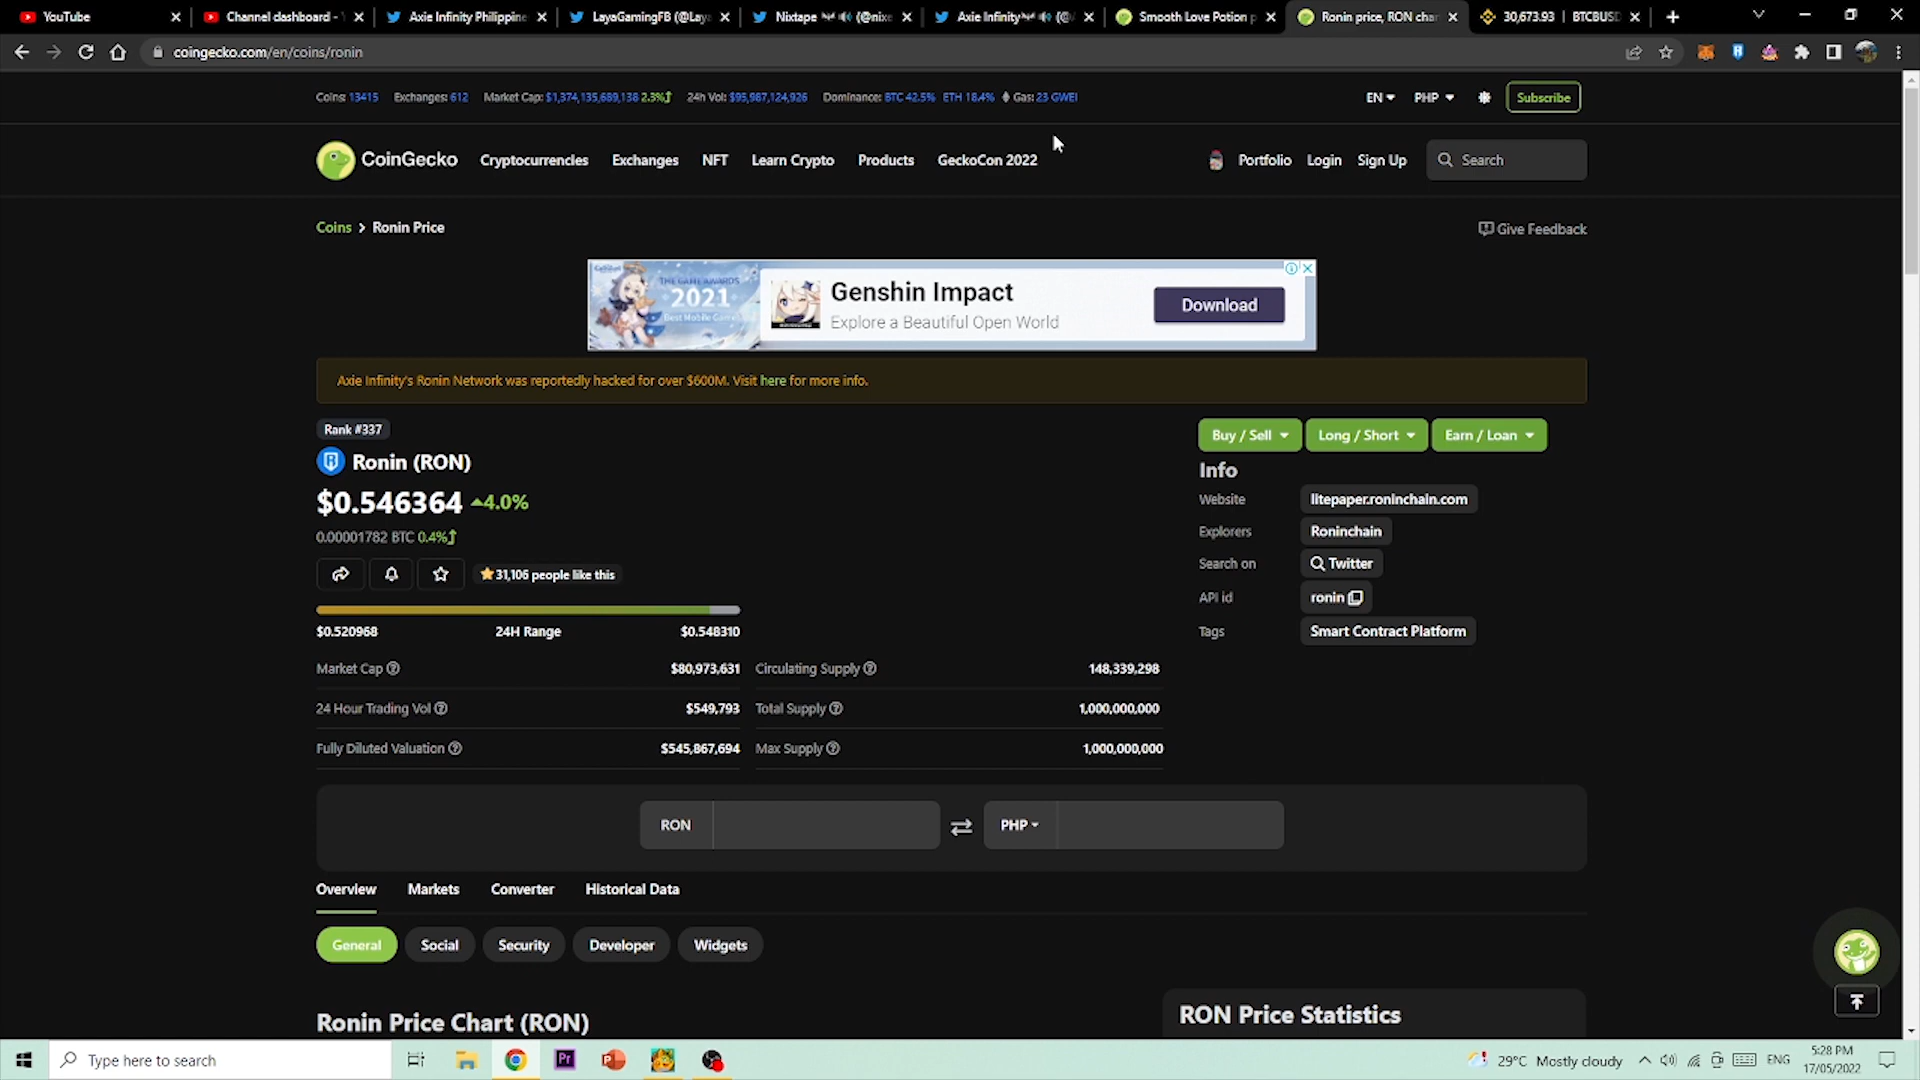 YouTube
Channel dashboard - Y
Axie Infinity Philippine
LayaGamingFB (@Laya
Nixtape (@nixe
Axie Infinity (@/
Smooth Love Potion p
Ronin price, RON char
30,673.93 | BTCBUSD
coingecko.com/en/coins/ronin
Coins: 13415 Exchanges: 612 Market Cap: $1,374,135,689,138 2.3% 24h Vol: $95,987,124,926 Dominance: BTC 42.5% ETH 18.4% Gas: 23 GWEI
EN PHP Subscribe
CoinGecko Cryptocurrencies Exchanges NFT Learn Crypto Products GeckoCon 2022 Portfolio Login Sign Up Search
Coins > Ronin Price
Give Feedback
Genshin Impact
THE GAME AWARDS
2021
Best Mobile Game
Genshin Impact
Explore a Beautiful Open World
Download
Axie Infinity's Ronin Network was reportedly hacked for over $600M. Visit here for more info.
Rank #337
Ronin (RON)
$0.546364 4.0%
0.00001782 BTC 0.4%
31,106 people like this
$0.520968 24H Range $0.548310
Market Cap $80,973,631
24 Hour Trading Vol $549,793
Fully Diluted Valuation $545,867,694
Circulating Supply 148,339,298
Total Supply 1,000,000,000
Max Supply 1,000,000,000
Buy / Sell Long / Short Earn / Loan
Info
Website litepaper.roninchain.com
Explorers Roninchain
Search on Twitter
API id ronin
Tags Smart Contract Platform
RON PHP
Overview Markets Converter Historical Data
General Social Security Developer Widgets
Ronin Price Chart (RON)
RON Price Statistics
Type here to search
Pr
29°C Mostly cloudy
ENG
5:28 PM
17/05/2022